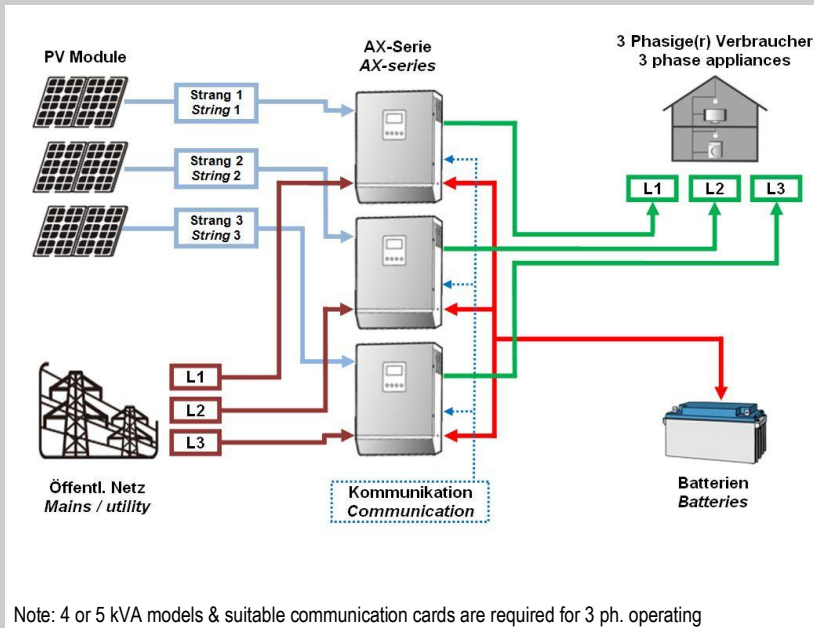 PV Module
AX-Serie
AX-series
3 Phasige(r) Verbraucher
3 phase appliances
Strang 1
String 1
Strang 2
String 2
Strang 3
String 3
L1
L2
L3
L1
L2
L3
Öffentl. Netz
Mains / utility
Kommunikation
Communication
Batterien
Batteries
Note: 4 or 5 kVA models & suitable communication cards are required for 3 ph. operating